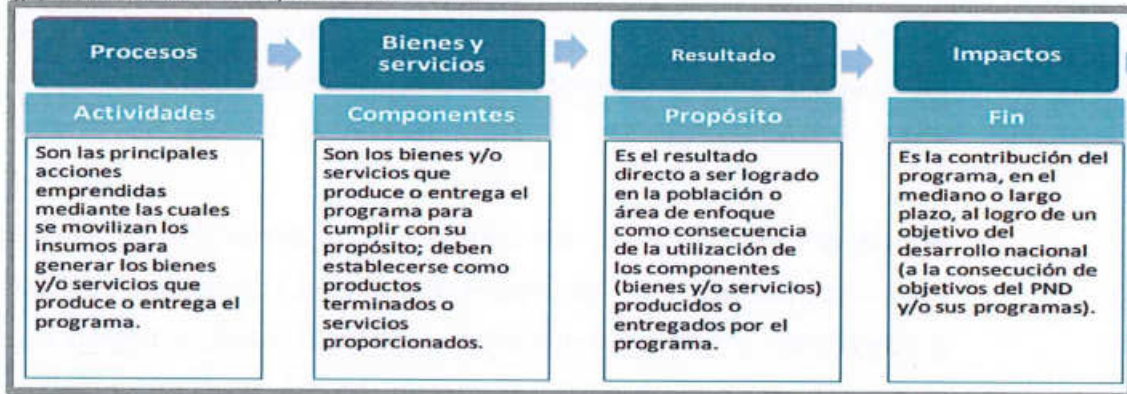 Procesos
Actividades
Son las principales
acciones
emprendidas
mediante las cuales
se movilizan los
insumos para
generar los bienes
y/o servicios que
produce o entrega el
programa.
Bienes y
servicios
Componentes
Son los bienes y/o
servicios que
produce o entrega el
programa para
cumplir con su
propósito; deben
establecerse como
productos
terminados o
servicios
proporcionados.
Resultado
Propósito
Es el resultado
directo a ser logrado
en la población o
área de enfoque
como consecuencia
de la utilización de
los componentes
(bienes y/o servicios)
producidos o
entregados por el
programa.
Impactos
Fin
Es la contribución del
programa, en el
mediano o largo
plazo, al logro de un
objetivo del
desarrollo nacional
(a la consecución de
objetivos del PND
y/o sus programas).